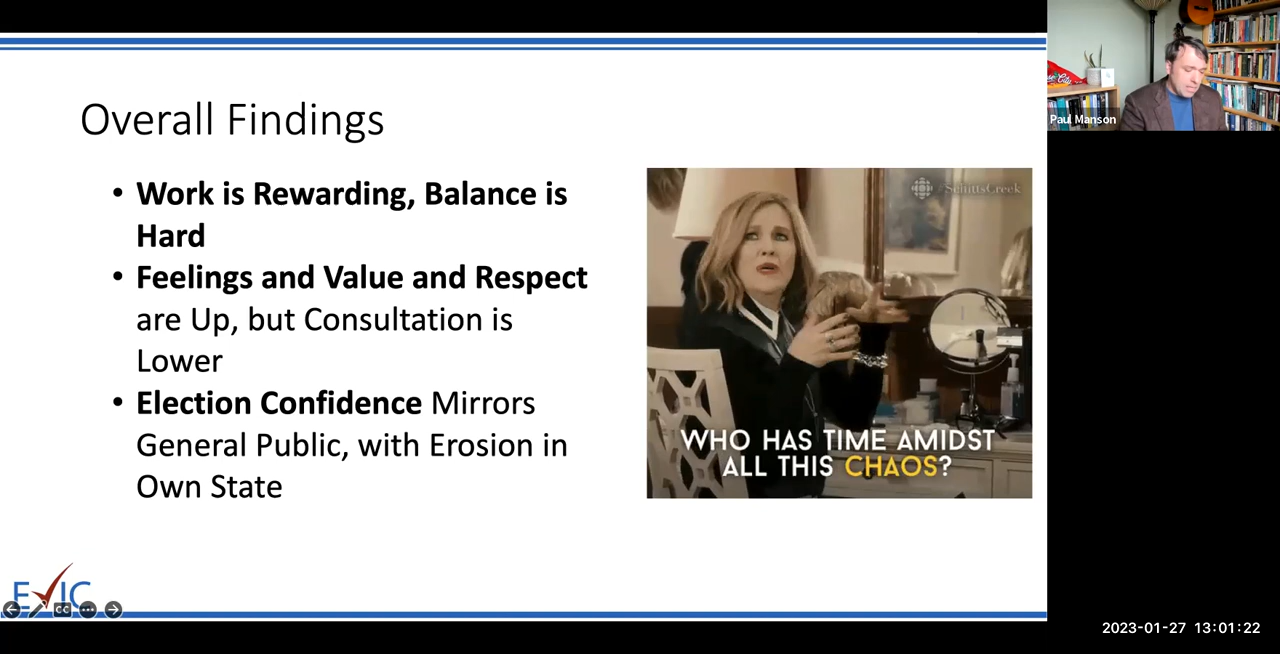 Overall Findings
• Work is Rewarding, Balance is
Hard
• Feelings and Value and Respect
are Up, but Consultation is
Lower
• Election Confidence Mirrors
General Public, with Erosion in
Own State
#SchittsCreek
WHO HAS TIME AMIDST
ALL THIS CHAOS?
EVIC
CC
Paul Manson
2023-01-27 13:01:22